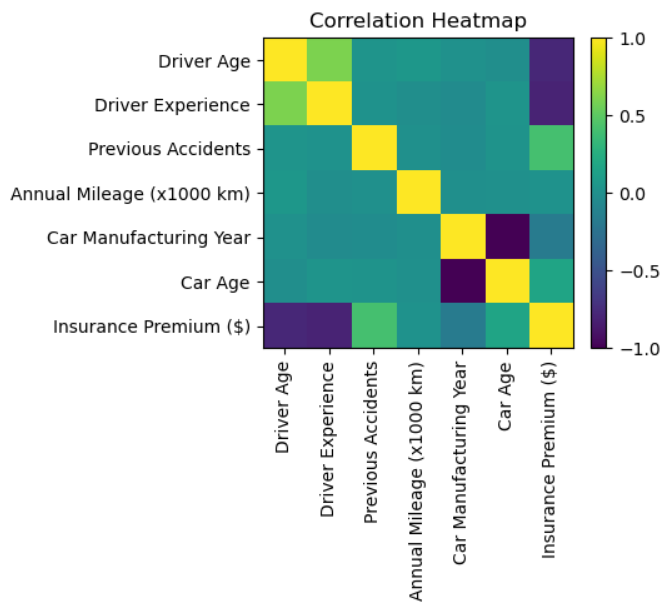 Correlation Heatmap
Driver Age
Driver Experience
Previous Accidents
Annual Mileage (x1000 km)
Car Manufacturing Year
Car Age
Insurance Premium ($)
1.0
0.5
0.0
−0.5
−1.0
Driver Age
Driver Experience
Previous Accidents
Annual Mileage (x1000 km)
Car Manufacturing Year
Car Age
Insurance Premium ($)